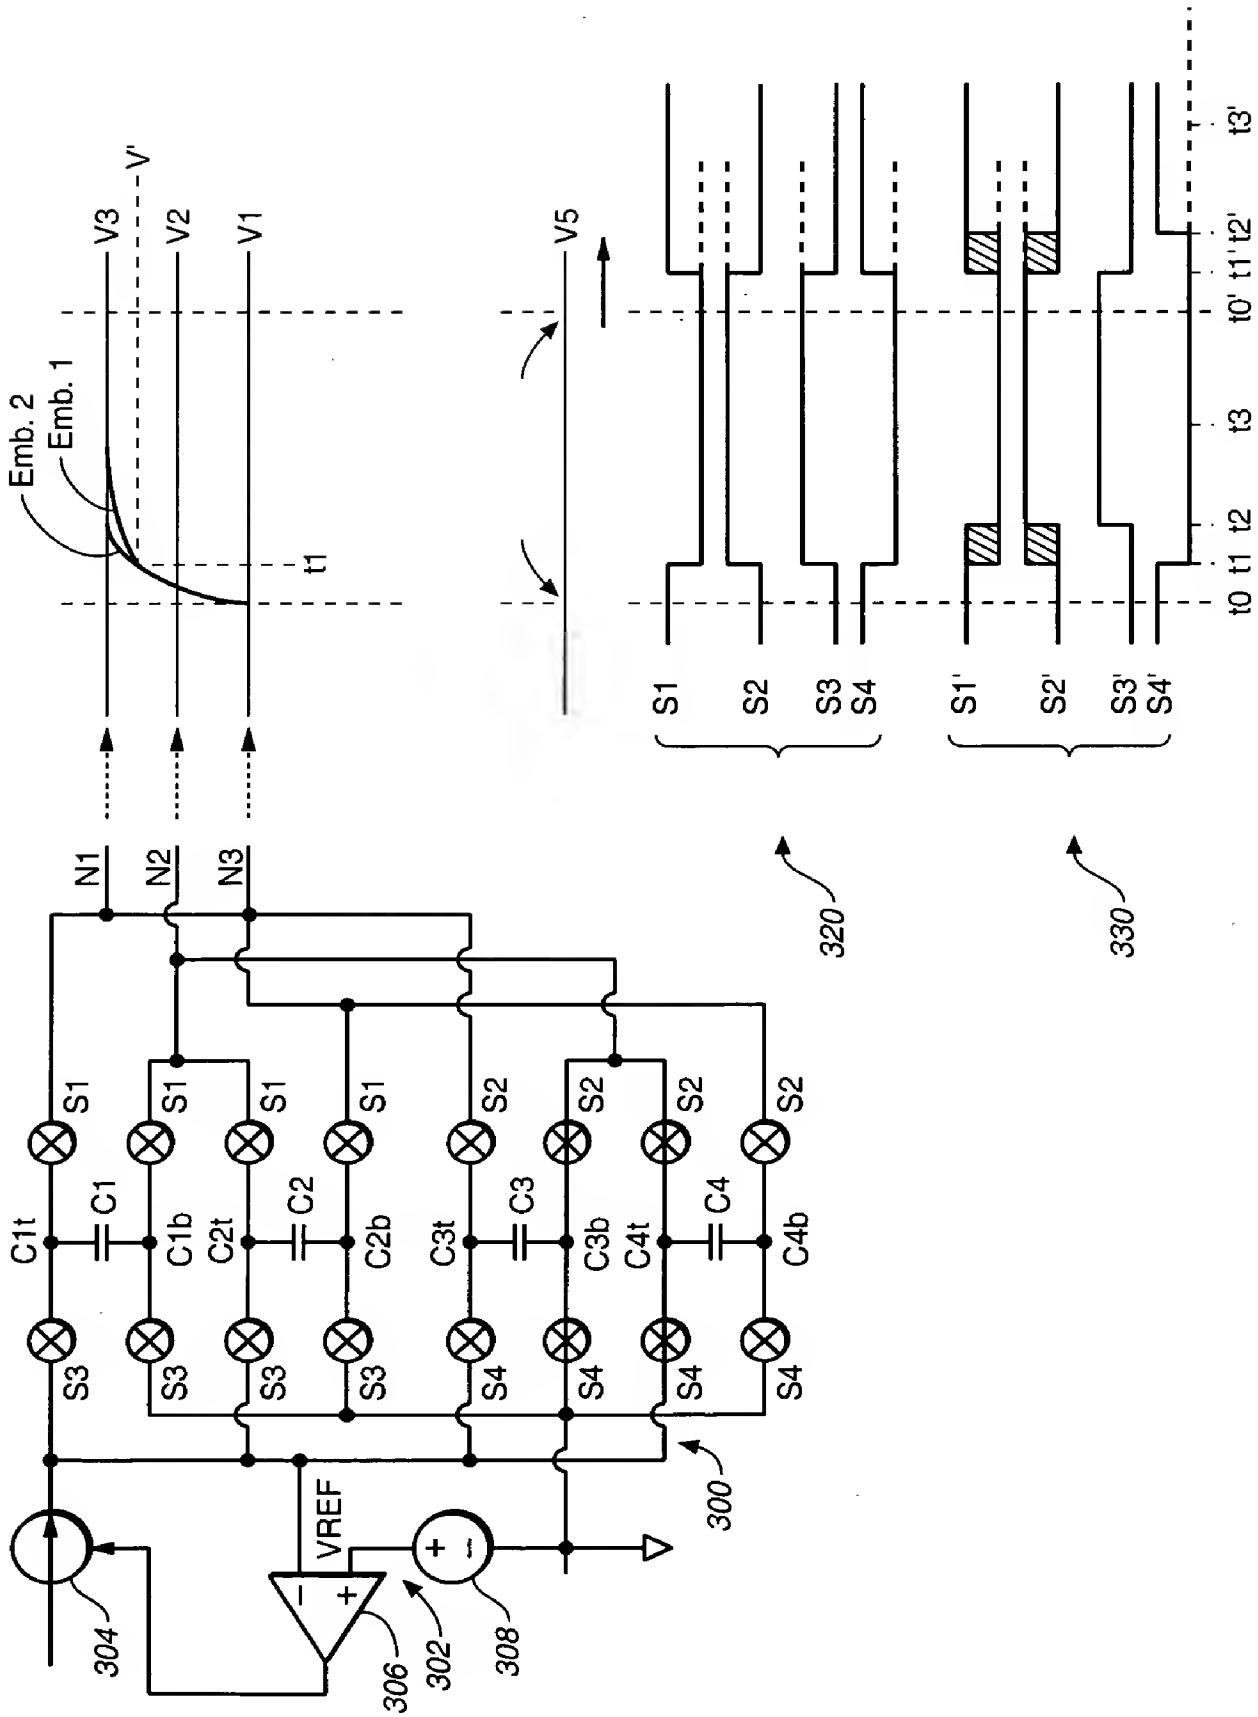 304
306
302
308
VREF
−
+
+
−
300
S3
S3
S3
S3
S4
S4
S4
S4
C1t
C1
C1b
C2t
C2
C2b
C3t
C3
C3b
C4t
C4
C4b
S1
S1
S1
S1
S2
S2
S2
S2
N1
N2
N3
Emb. 2
Emb. 1
V3
V'
V2
V1
t1
V5
320
S1
S2
S3
S4
330
S1'
S2'
S3'
S4'
t0 t1 t2 t3 t0' t1' t2' t3'